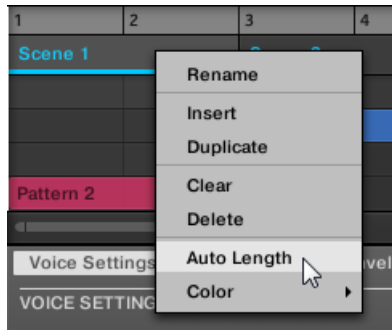 1 2 3 4
Scene 1
Rename
Insert
Duplicate
Clear
Pattern 2
Delete
Auto Length
Voice Settings
Color
VOICE SETTING